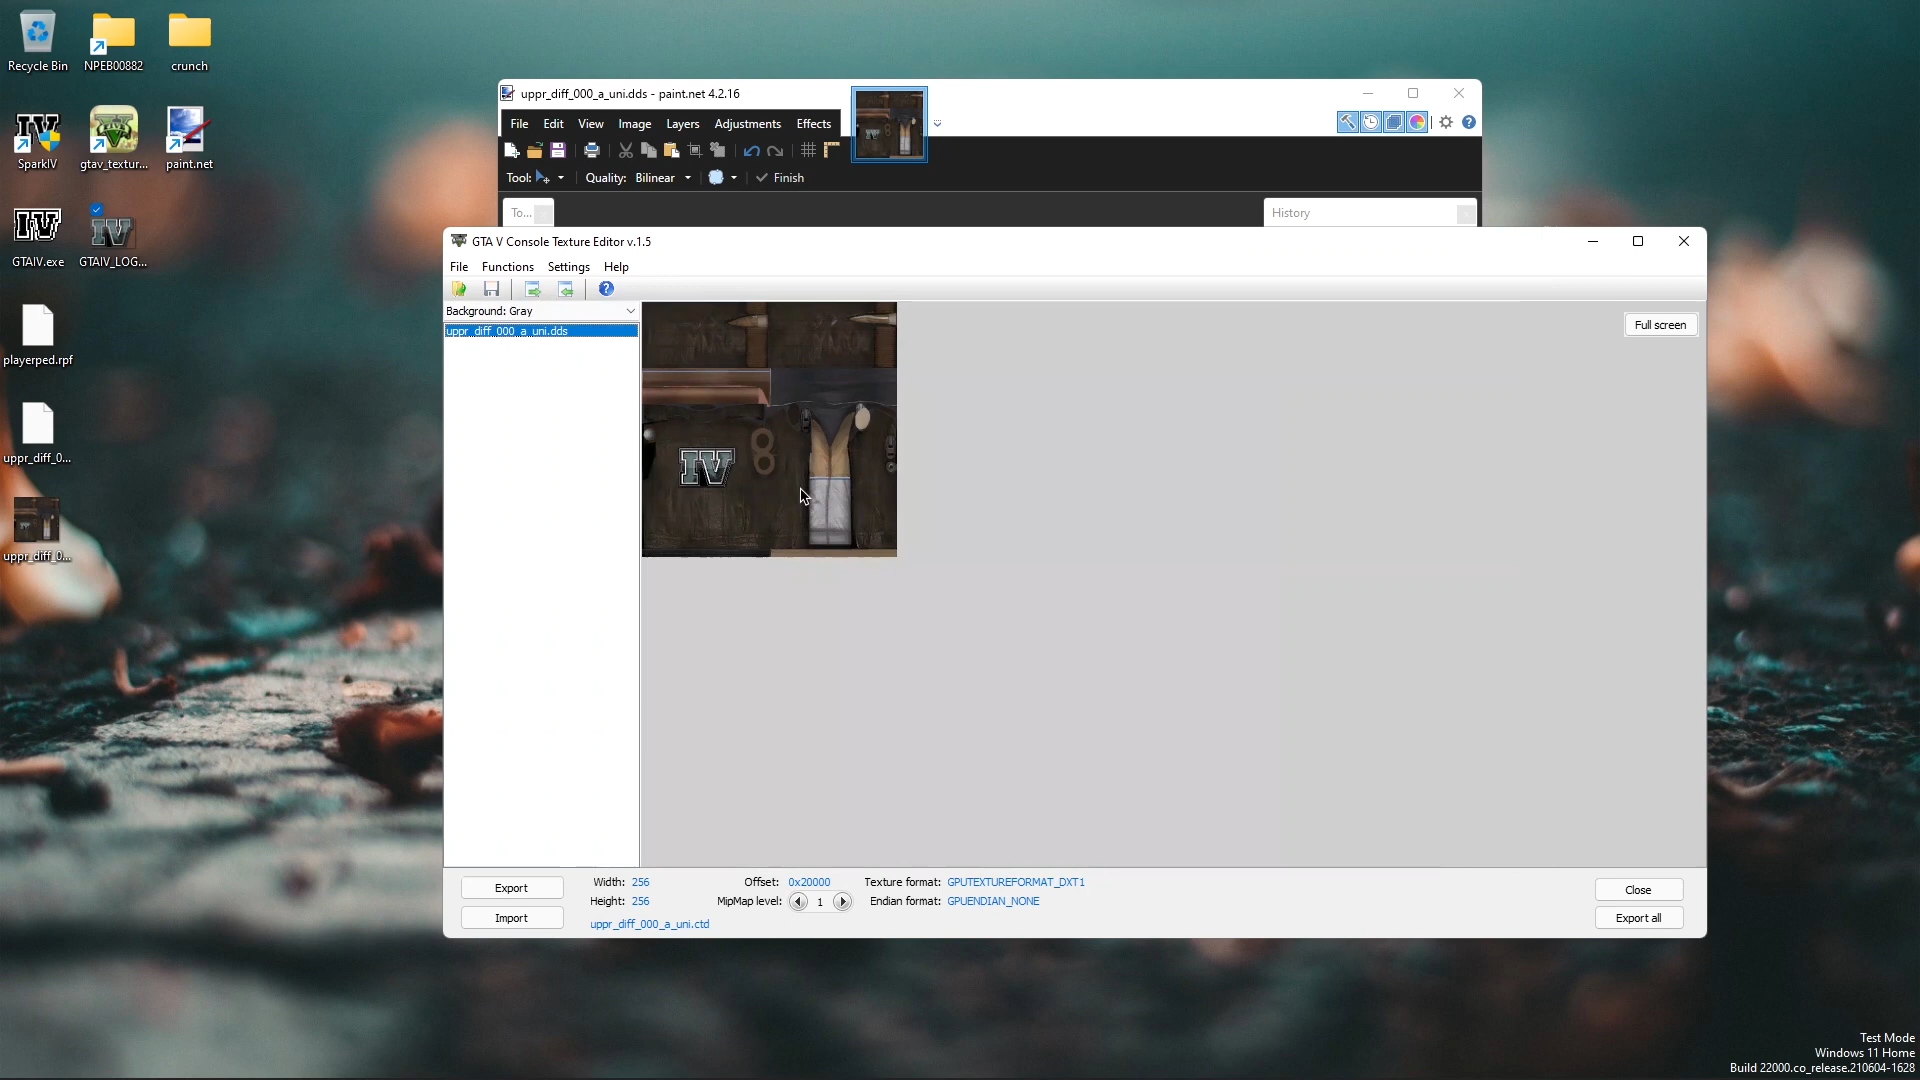 Recycle Bin
NPEB00882
crunch
SparkIV
gtav_textur...
paint.net
GTAIV.exe
GTAIV_LOG...
playerped.rpf
uppr_diff_0...
uppr_diff_0...
uppr_diff_000_a_uni.dds - paint.net 4.2.16
File Edit View Image Layers Adjustments Effects
Tool: Quality: Bilinear Finish
To...
History
GTA V Console Texture Editor v.1.5
File Functions Settings Help
Background: Gray
uppr_diff_000_a_uni.dds
Full screen
IV
Export
Import
Width: 256
Height: 256
uppr_diff_000_a_uni.ctd
Offset: 0x20000
MipMap level: 1
Texture format: GPUTEXTUREFORMAT_DXT1
Endian format: GPUENDIAN_NONE
Close
Export all
Test Mode
Windows 11 Home
Build 22000.co_release.210604-1628